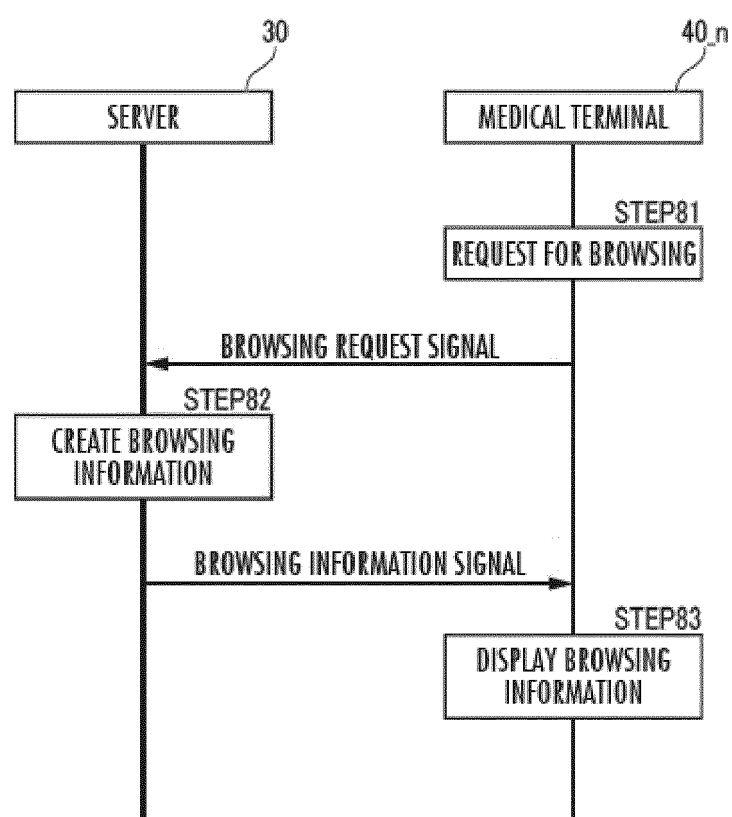 30
40_n
SERVER
MEDICAL TERMINAL
STEP81
REQUEST FOR BROWSING
BROWSING REQUEST SIGNAL
STEP82
CREATE BROWSING
INFORMATION
BROWSING INFORMATION SIGNAL
STEP83
DISPLAY BROWSING
INFORMATION